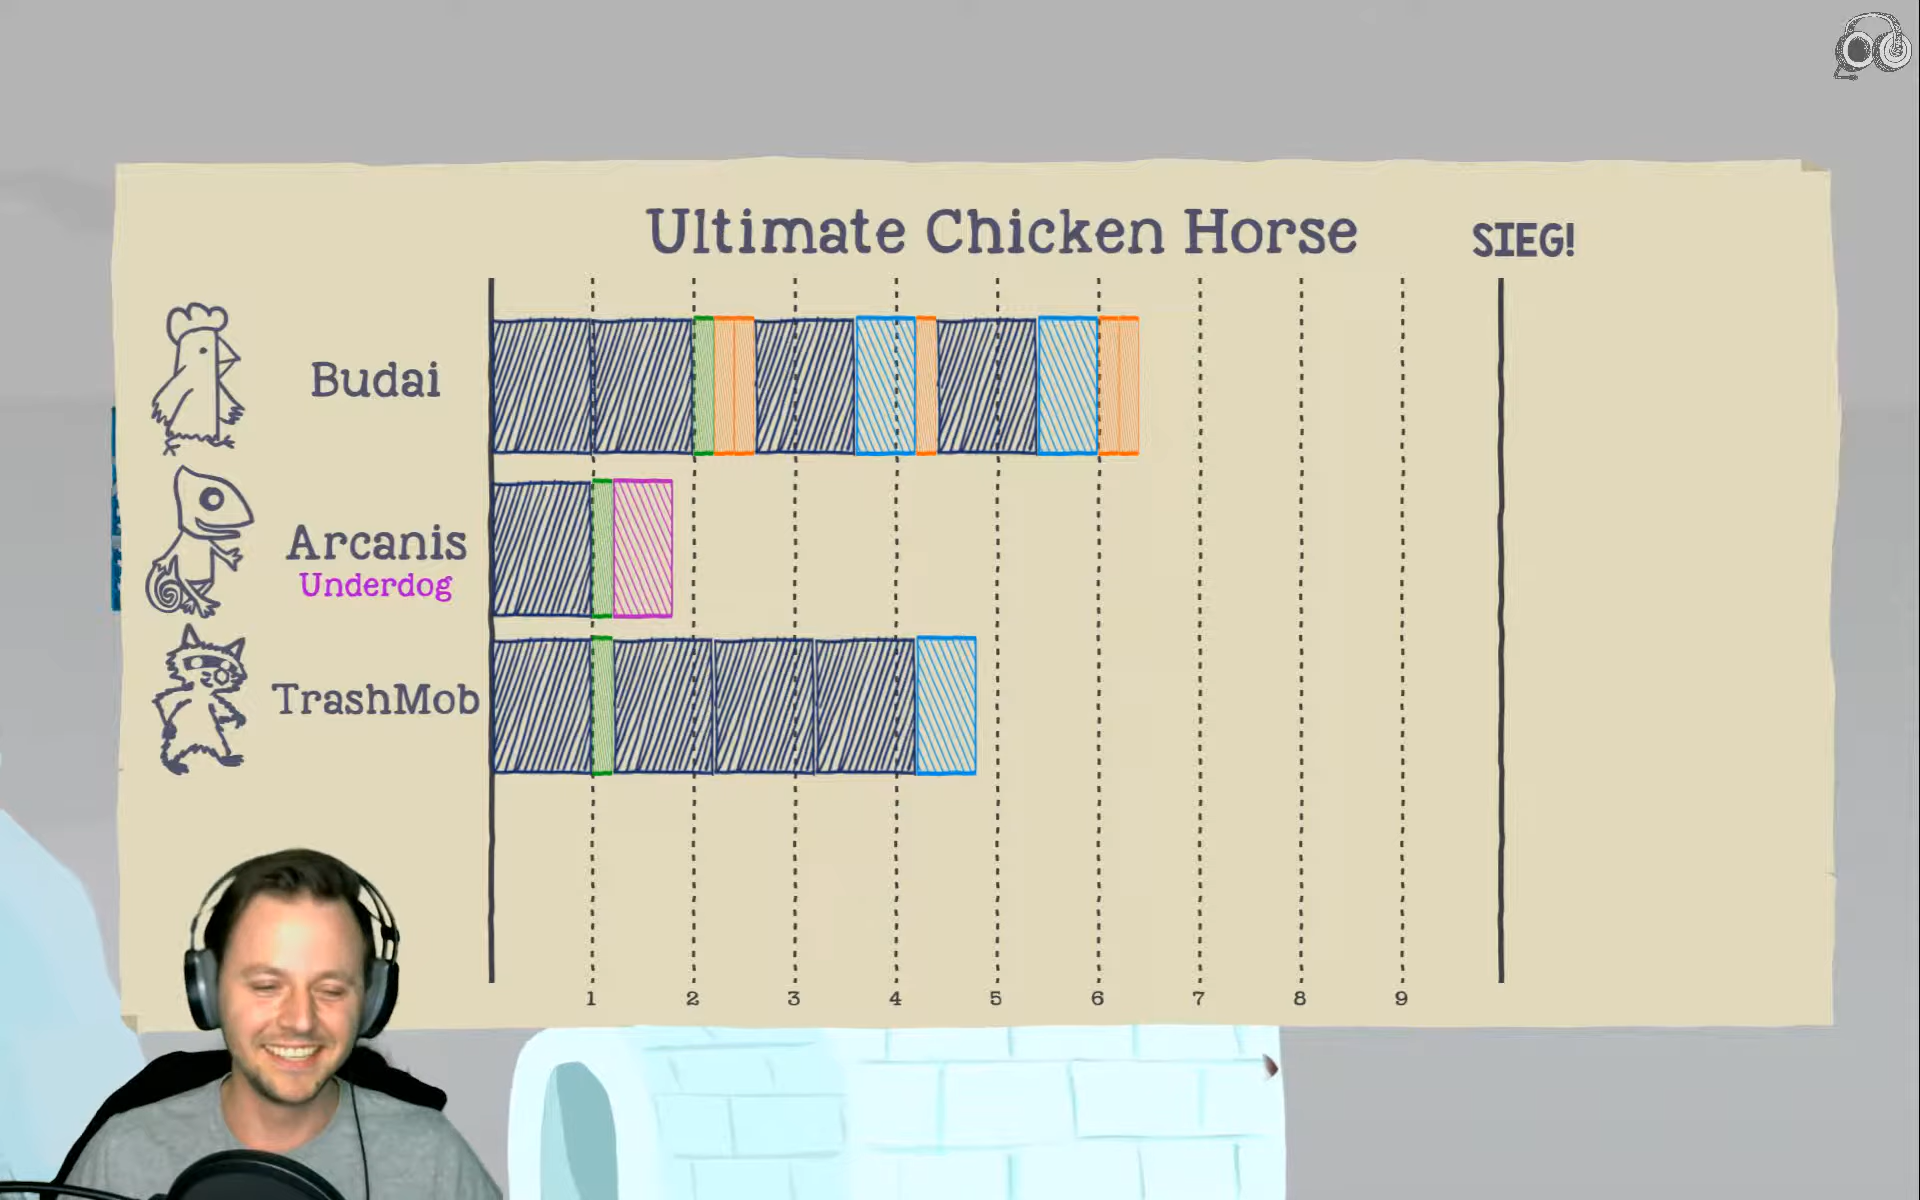 Ultimate Chicken Horse
SIEG!
Budai
Arcanis
Underdog
TrashMob
1 2 3 4 5 6 7 8 9